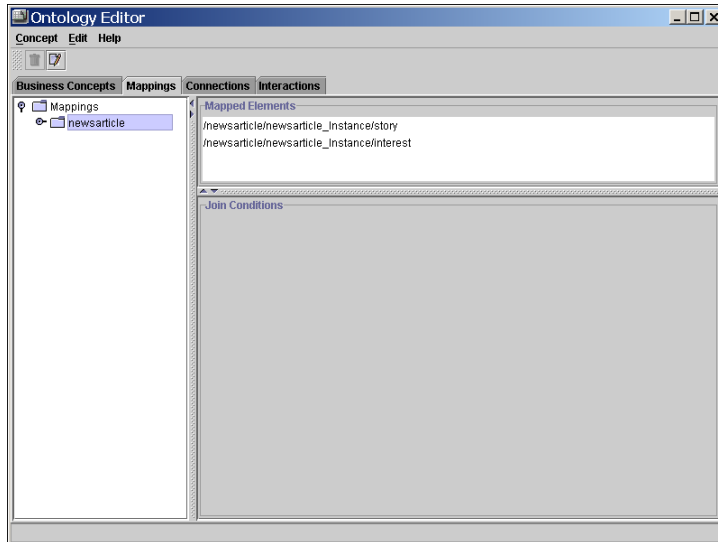 Ontology Editor
Concept Edit Help
Business Concepts Mappings Connections Interactions
Mappings
newsarticle
Mapped Elements
/newsarticle/newsarticle_Instance/story
/newsarticle/newsarticle_Instance/interest
Join Conditions